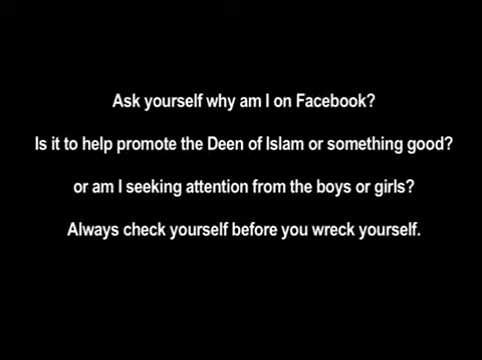 Ask yourself why am I on Facebook?
Is it to help promote the Deen of Islam or something good?
or am I seeking attention from the boys or girls?
Always check yourself before you wreck yourself.